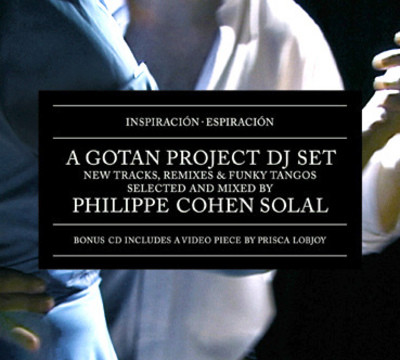 INSPIRACIÓN · ESPIRACIÓN
A GOTAN PROJECT DJ SET
NEW TRACKS, REMIXES & FUNKY TANGOS
SELECTED AND MIXED BY
PHILIPPE COHEN SOLAL
BONUS CD INCLUDES A VIDEO PIECE BY PRISCA LOBJOY